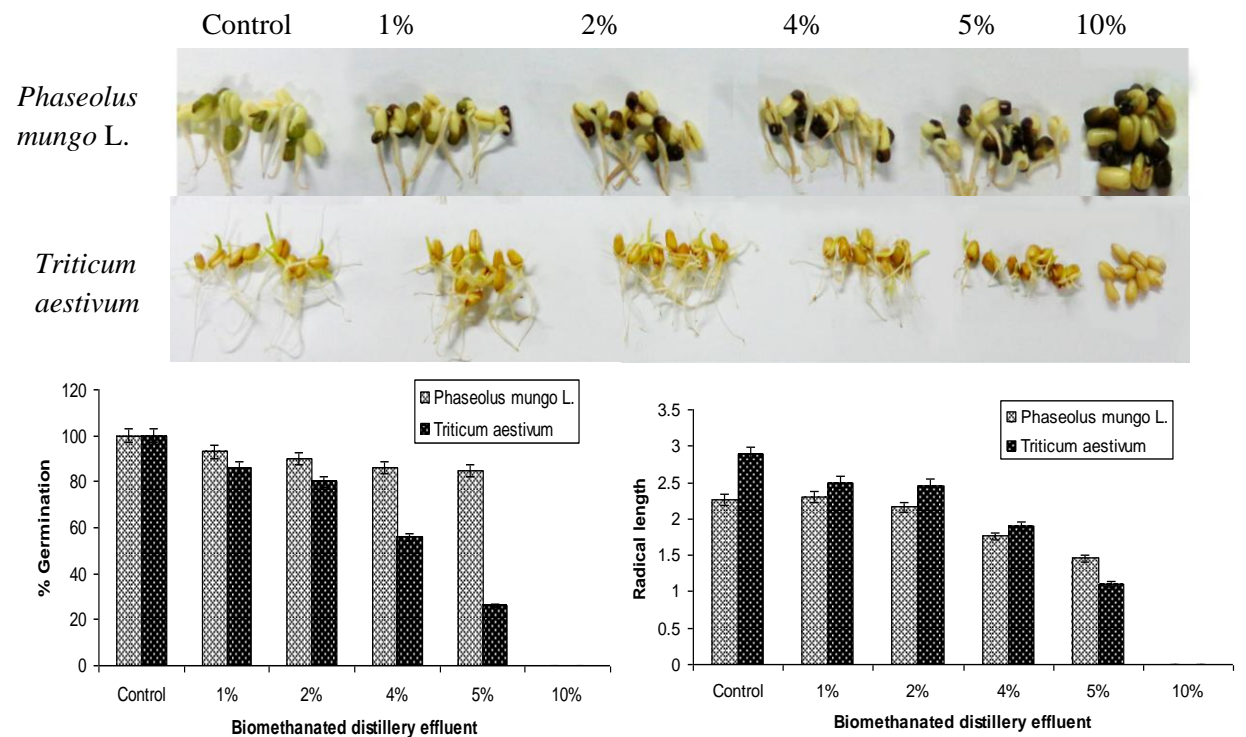 Control 1% 2% 4% 5% 10%
Phaseolus
mungo L.
Triticum
aestivum
120
100
80
60
40
20
0
% Germination
Phaseolus mungo L.
Triticum aestivum
Control 1% 2% 4% 5% 10%
Biomethanated distillery effluent
3.5
3
2.5
2
1.5
1
0.5
0
Radical length
Phaseolus mungo L.
Triticum aestivum
Control 1% 2% 4% 5% 10%
Biomethanated distillery effluent